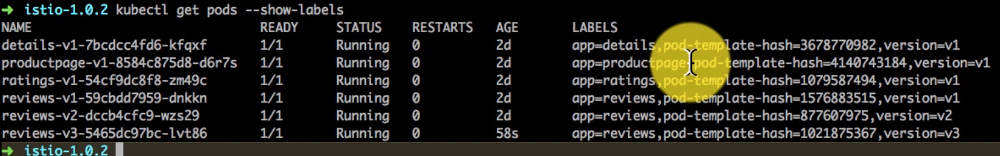 ➜ istio-1.0.2 kubectl get pods --show-labels
NAME READY STATUS RESTARTS AGE LABELS
details-v1-7bcdcc4fd6-kfqxf 1/1 Running 0 2d app=details,pod-template-hash=3678770982,version=v1
productpage-v1-8584c875d8-d6r7s 1/1 Running 0 2d app=productpage,pod-template-hash=4140743184,version=v1
ratings-v1-54cf9dc8f8-zm49c 1/1 Running 0 2d app=ratings,pod-template-hash=1079587494,version=v1
reviews-v1-59cbdd7959-dnkkn 1/1 Running 0 2d app=reviews,pod-template-hash=1576883515,version=v1
reviews-v2-dccb4cfc9-wzs29 1/1 Running 0 2d app=reviews,pod-template-hash=877607975,version=v2
reviews-v3-5465dc97bc-lvt86 1/1 Running 0 58s app=reviews,pod-template-hash=1021875367,version=v3
➜ istio-1.0.2